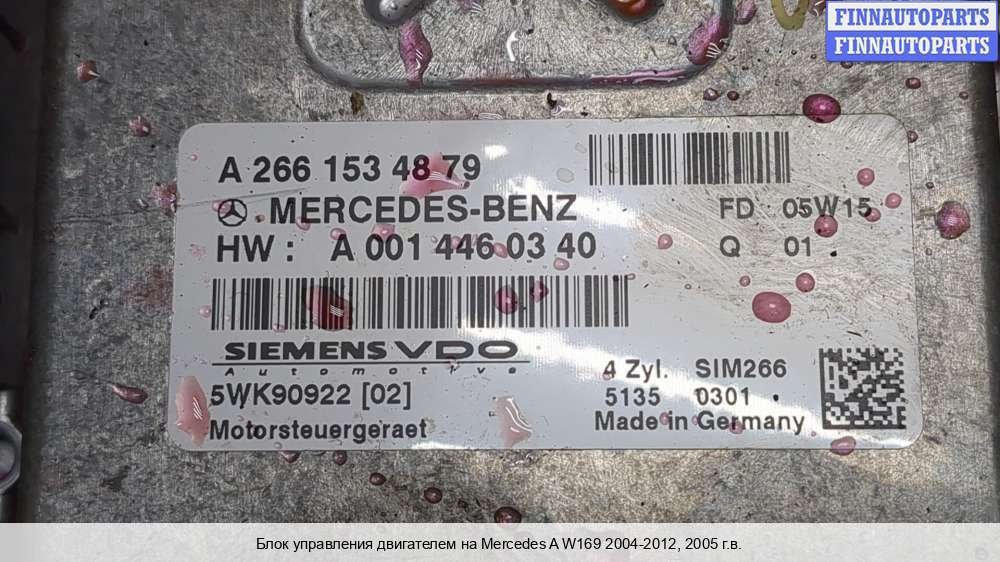 FINNAUTOPARTS
FINNAUTOPARTS
A 266 153 48 79
MERCEDES-BENZ
FD 05W15
HW : A 001 446 03 40
Q 01
SIEMENS VDO
Automotive
4 Zyl. SIM266
5WK90922 [02]
5135 0301
Motorsteuergeraet
Made in Germany
Блок управления двигателем на Mercedes A W169 2004-2012, 2005 г.в.